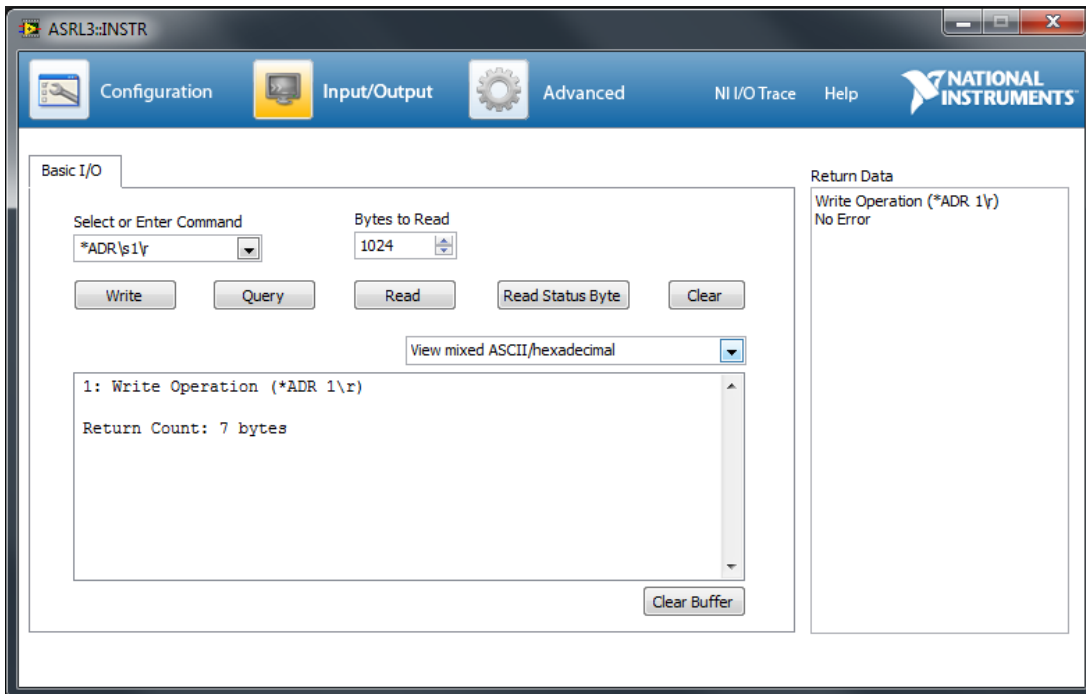 ASRL3::INSTR
Configuration
Input/Output
Advanced
NI I/O Trace
Help
NATIONAL
INSTRUMENTS
Basic I/O
Select or Enter Command
Bytes to Read
*ADR\s1\r
1024
Write
Query
Read
Read Status Byte
Clear
View mixed ASCII/hexadecimal
1: Write Operation (*ADR 1\r)
Return Count: 7 bytes
Clear Buffer
Return Data
Write Operation (*ADR 1\r)
No Error